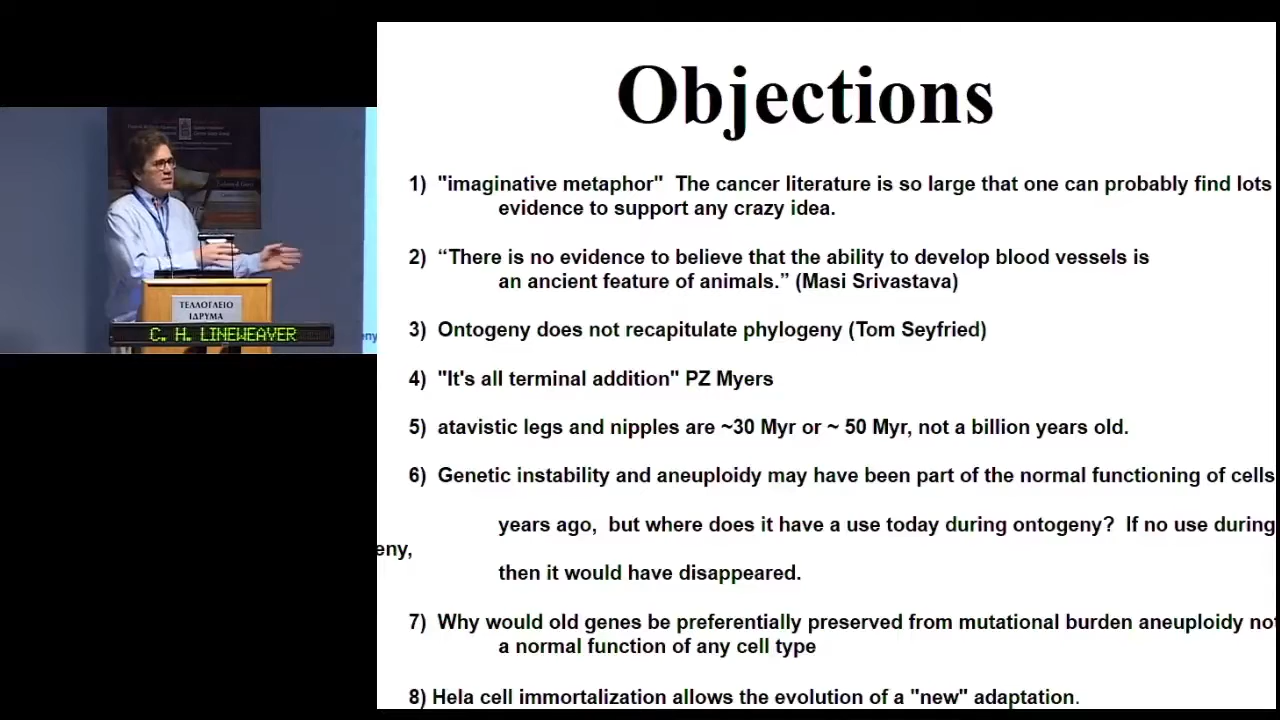 ΤΕΛΛΟΓΛΕΙΟ
ΙΔΡΥΜΑ
C. H. LINEWEAVER
Objections
1) "imaginative metaphor" The cancer literature is so large that one can probably find lots
evidence to support any crazy idea.
2) “There is no evidence to believe that the ability to develop blood vessels is
an ancient feature of animals.” (Masi Srivastava)
3) Ontogeny does not recapitulate phylogeny (Tom Seyfried)
4) "It's all terminal addition" PZ Myers
5) atavistic legs and nipples are ~30 Myr or ~ 50 Myr, not a billion years old.
6) Genetic instability and aneuploidy may have been part of the normal functioning of cells
years ago, but where does it have a use today during ontogeny? If no use during
eny,
then it would have disappeared.
7) Why would old genes be preferentially preserved from mutational burden aneuploidy not
a normal function of any cell type
8) Hela cell immortalization allows the evolution of a "new" adaptation.